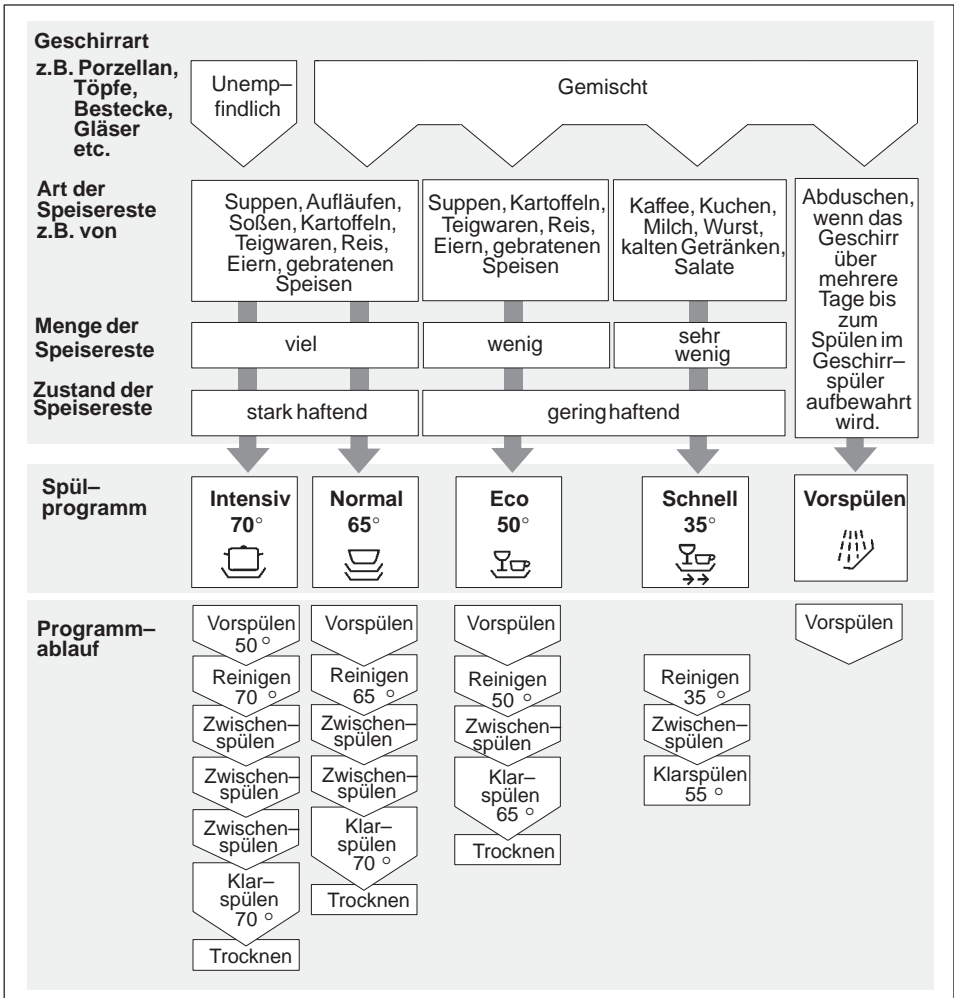 Geschirrart
z.B. Porzellan,
Töpfe,
Bestecke,
Gläser
etc.
Unemp–
findlich
Gemischt
Art der
Speisereste
z.B. von
Suppen, Aufläufen,
Soßen, Kartoffeln,
Teigwaren, Reis,
Eiern, gebratenen
Speisen
Suppen, Kartoffeln,
Teigwaren, Reis,
Eiern, gebratenen
Speisen
Kaffee, Kuchen,
Milch, Wurst,
kalten Getränken,
Salate
Abduschen,
wenn das
Geschirr
über
mehrere
Tage bis
zum
Spülen im
Geschirr–
spüler
aufbewahrt
wird.
Menge der
Speisereste
viel
wenig
sehr
wenig
Zustand der
Speisereste
stark haftend
gering haftend
Spül–
programm
Intensiv
70°
Normal
65°
Eco
50°
Schnell
35°
Vorspülen
Programm–
ablauf
Vorspülen
50 °
Reinigen
70 °
Zwischen–
spülen
Zwischen–
spülen
Zwischen–
spülen
Klar–
spülen
70 °
Trocknen
Vorspülen
Reinigen
65 °
Zwischen–
spülen
Zwischen–
spülen
Klar–
spülen
70 °
Trocknen
Vorspülen
Reinigen
50 °
Zwischen–
spülen
Klar–
spülen
65 °
Trocknen
Reinigen
35 °
Zwischen–
spülen
Klarspülen
55 °
Vorspülen